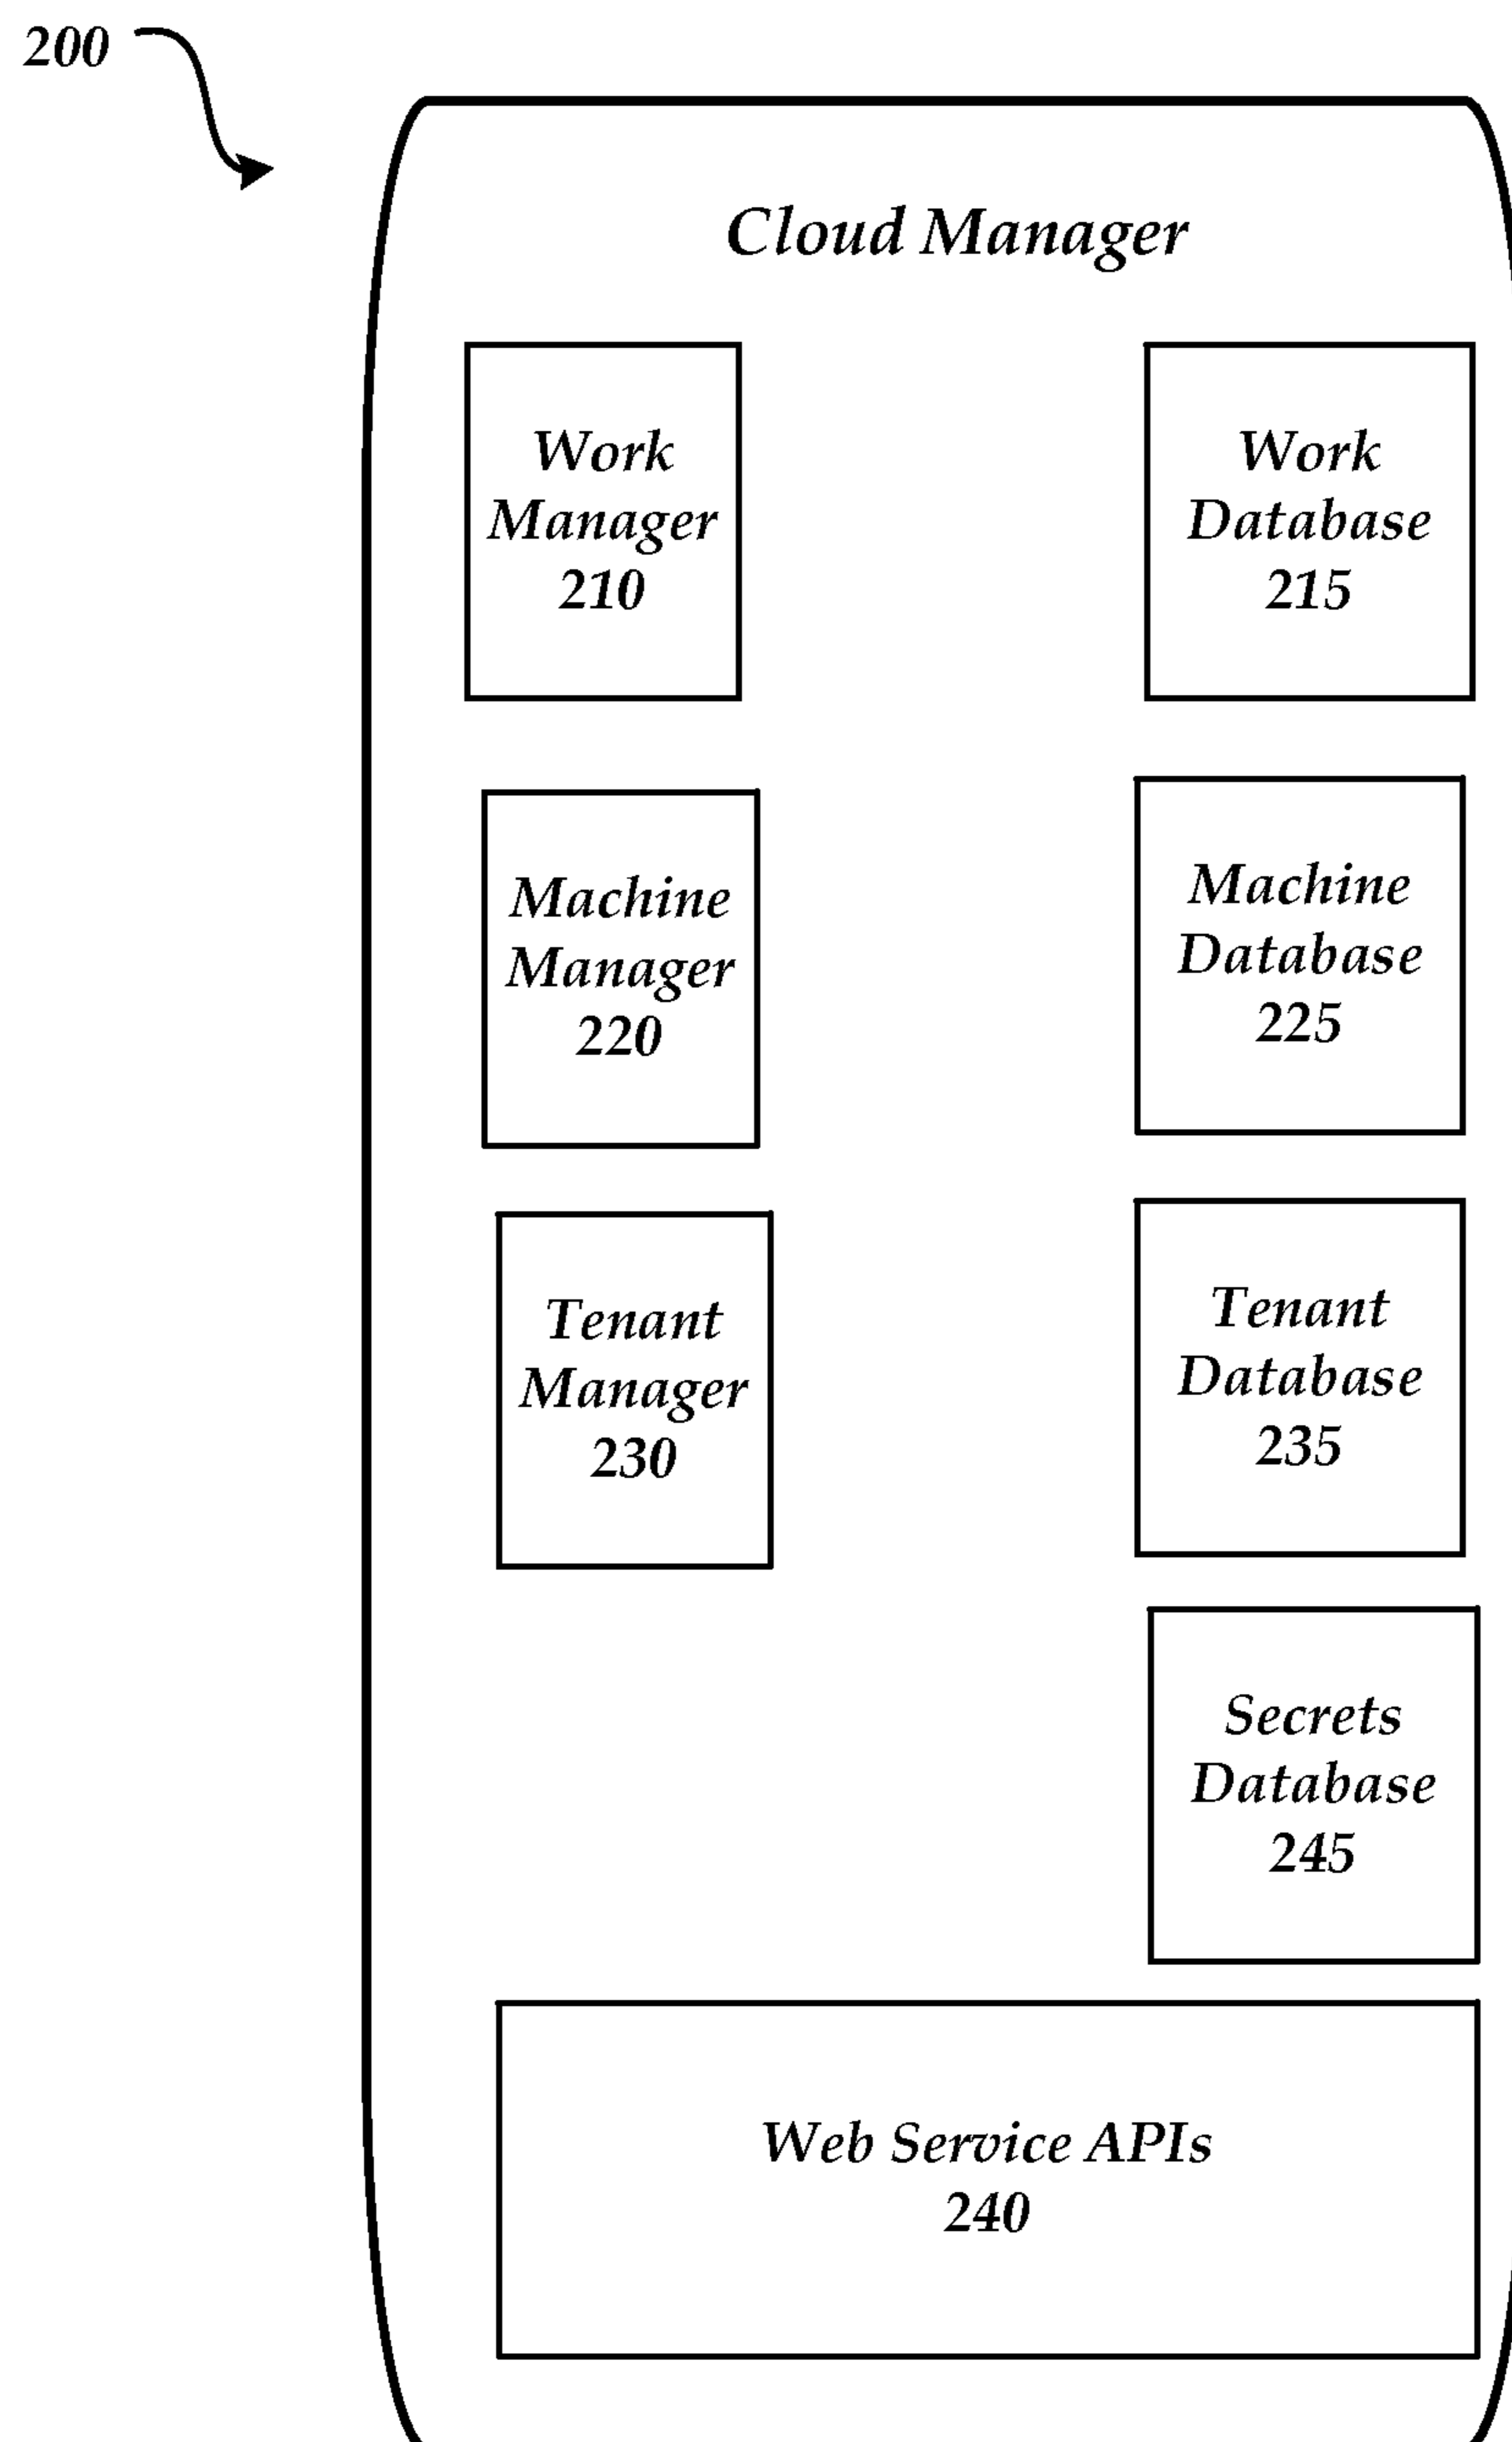 200
Cloud Manager
Work
Manager
210
Work
Database
215
Machine
Manager
220
Machine
Database
225
Tenant
Manager
230
Tenant
Database
235
Secrets
Database
245
Web Service APIs
240